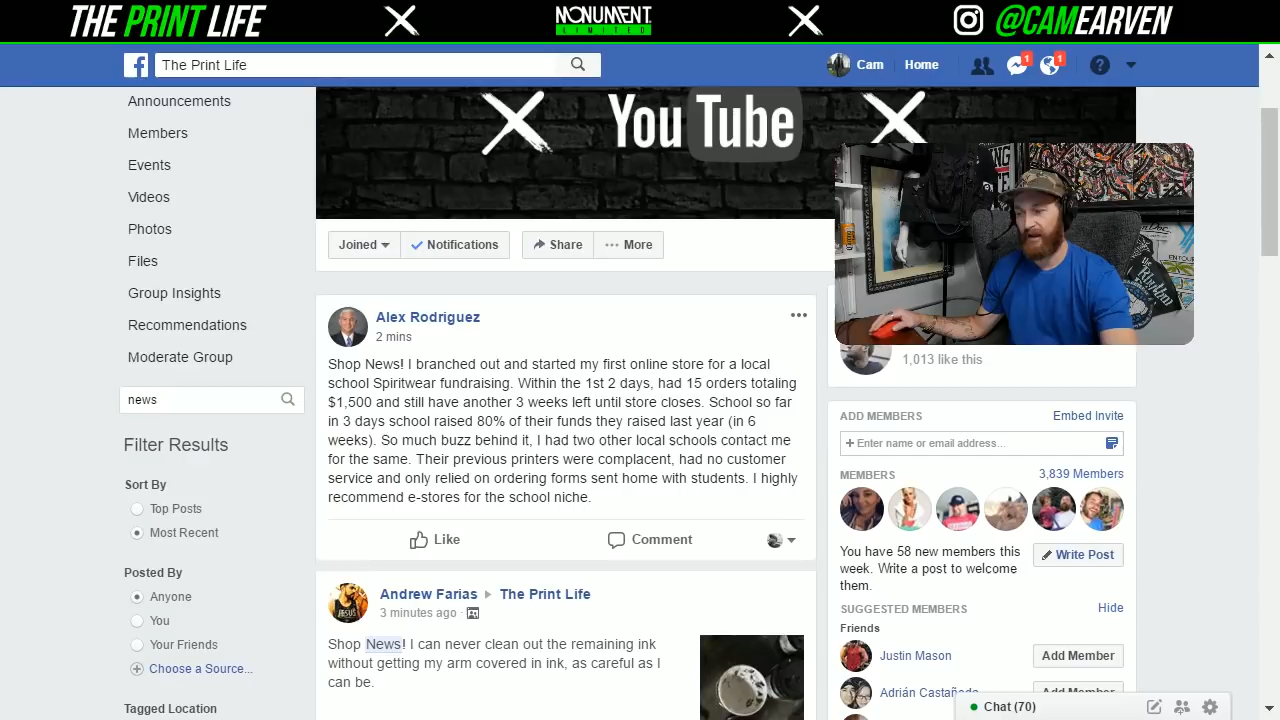 THE PRINT LIFE
MONUMENT
LIMITED
@CAMEARVEN
The Print Life
Cam
Home
1
1
You Tube
Announcements
Members
Events
Videos
Photos
Files
Group Insights
Recommendations
Moderate Group
news
Filter Results
Sort By
Top Posts
Most Recent
Posted By
Anyone
You
Your Friends
Choose a Source...
Tagged Location
Joined
Notifications
Share
More
Alex Rodriguez
2 mins
Shop News! I branched out and started my first online store for a local
school Spiritwear fundraising. Within the 1st 2 days, had 15 orders totaling
$1,500 and still have another 3 weeks left until store closes. School so far
in 3 days school raised 80% of their funds they raised last year (in 6
weeks). So much buzz behind it, I had two other local schools contact me
for the same. Their previous printers were complacent, had no customer
service and only relied on ordering forms sent home with students. I highly
recommend e-stores for the school niche.
Like
Comment
Andrew Farias
The Print Life
3 minutes ago ·
Shop News! I can never clean out the remaining ink
without getting my arm covered in ink, as careful as I
can be.
1,013 like this
ADD MEMBERS
Embed Invite
+ Enter name or email address...
MEMBERS
3,839 Members
You have 58 new members this
week. Write a post to welcome
them.
Write Post
SUGGESTED MEMBERS
Hide
Friends
Justin Mason
Add Member
Adrián Castañeda
Add Member
Chat (70)